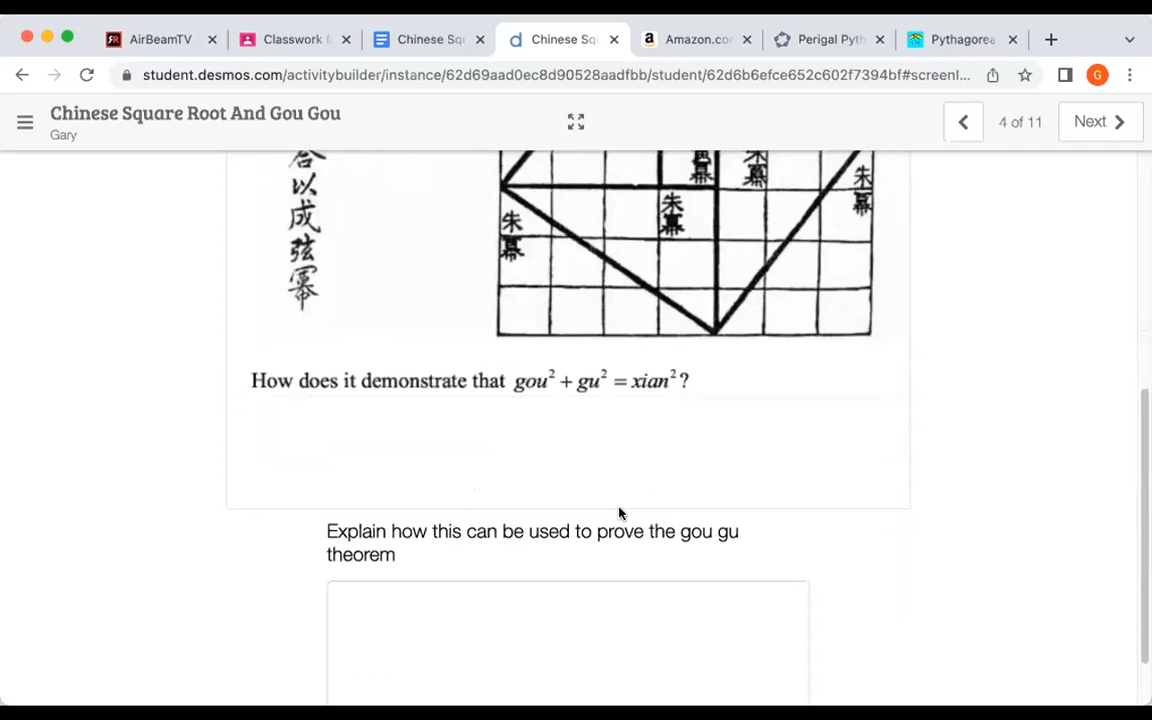 AirBeamTV
Classwork f
Chinese Squ
Chinese Sq
Amazon.co
Perigal Pyth
Pythagorea
student.desmos.com/activitybuilder/instance/62d69aad0ec8d90528aadfbb/student/62d6b6efce652c602f7394bf#screenI...
G
Chinese Square Root And Gou Gou
Gary
4 of 11
Next
以
成
弦
冪
朱
冪
朱
冪
朱
冪
朱
冪
How does it demonstrate that gou² + gu² = xian²?
Explain how this can be used to prove the gou gu
theorem